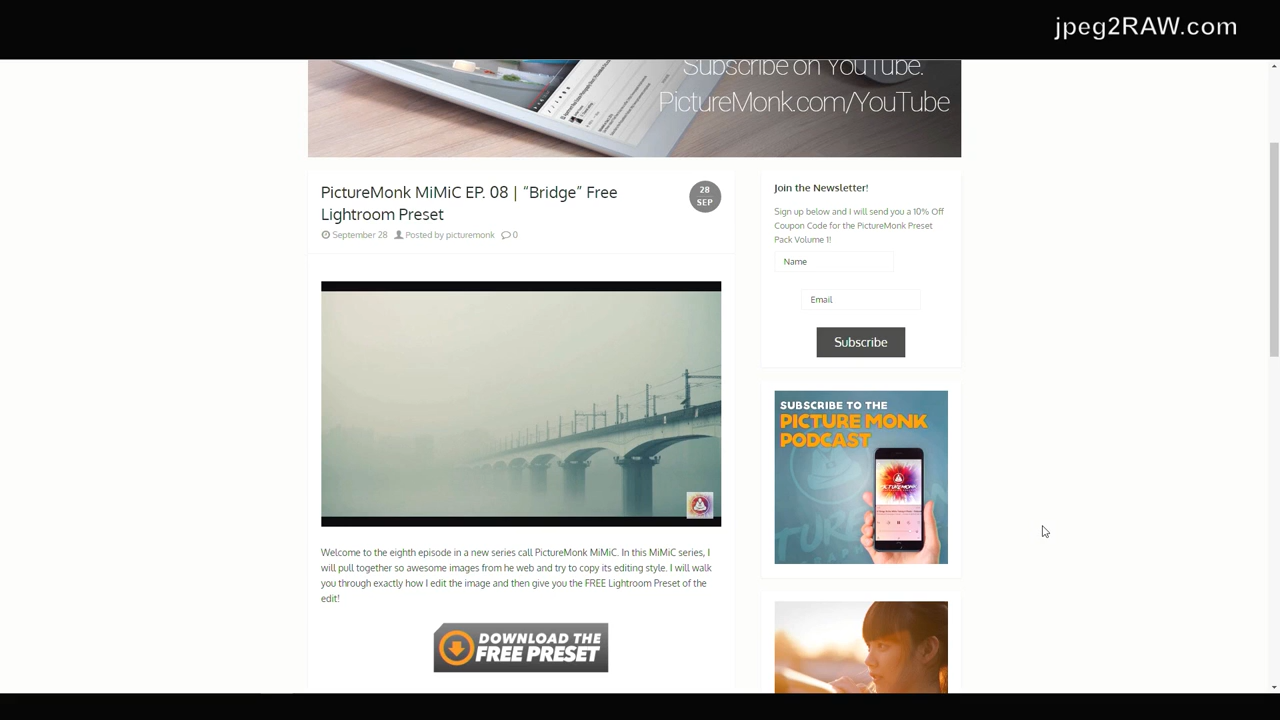 jpeg2RAW.com
Subscribe on YouTube.
PictureMonk.com/YouTube
PictureMonk MiMiC EP. 08 | “Bridge” Free
Lightroom Preset
28
SEP
September 28 Posted by picturemonk 0
Welcome to the eighth episode in a new series call PictureMonk MiMiC. In this MiMiC series, I
will pull together so awesome images from he web and try to copy its editing style. I will walk
you through exactly how I edit the image and then give you the FREE Lightroom Preset of the
edit!
DOWNLOAD THE
FREE PRESET
Join the Newsletter!
Sign up below and I will send you a 10% Off
Coupon Code for the PictureMonk Preset
Pack Volume 1!
Name
Email
Subscribe
SUBSCRIBE TO THE
PICTURE MONK
PODCAST